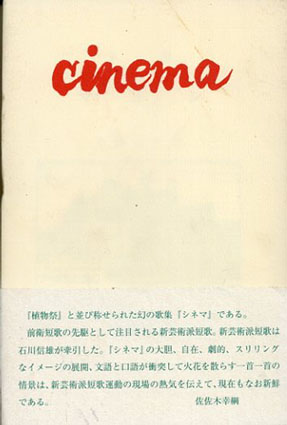 cinema
『植物祭』と並び称せられた幻の歌集『シネマ』である。
前衛短歌の先駆として注目される新芸術派短歌。新芸術派短歌は
石川信雄が牽引した。『シネマ』の大胆、自在、劇的、スリリング
なイメージの展開、文語と口語が衝突して火花を散らす一首一首の
情景は、新芸術派短歌運動の現場の熱気を伝えて、現在もなお新鮮
である。
佐佐木幸綱